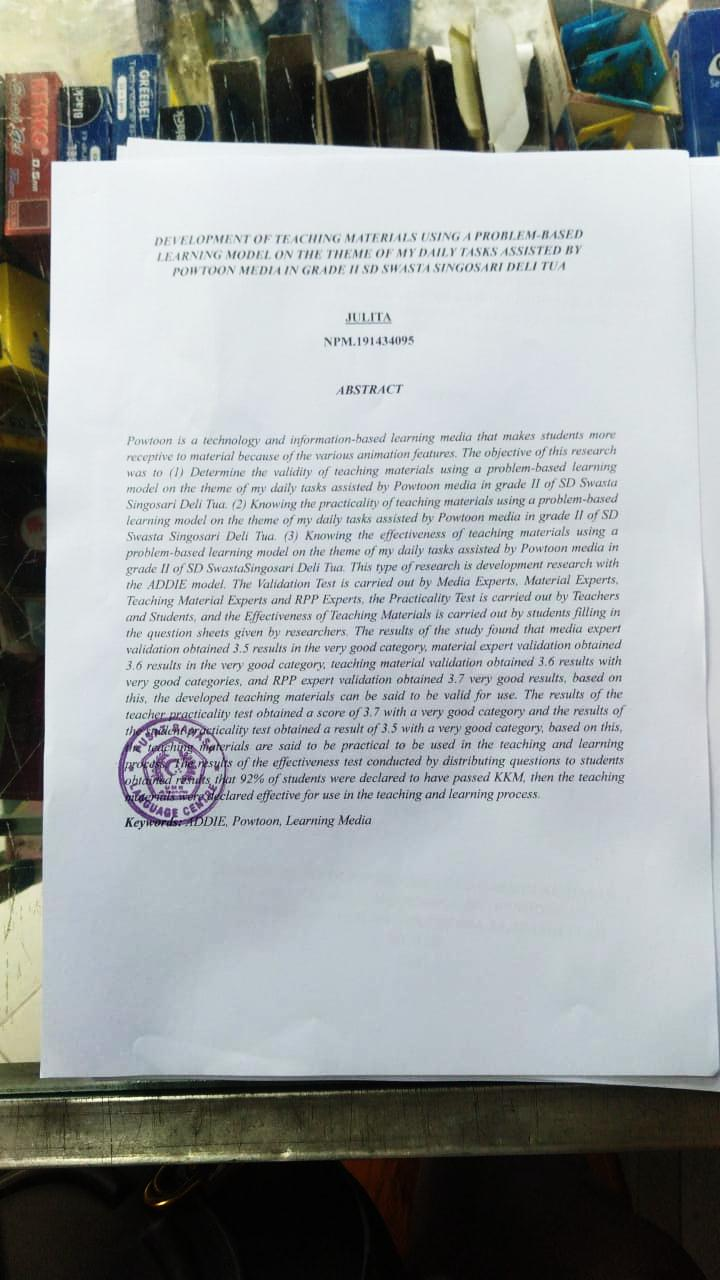 GREEBEL
Black
Black
0.5
DEVELOPMENT OF TEACHING MATERIALS USING A PROBLEM-BASED
LEARNING MODEL ON THE THEME OF MY DAILY TASKS ASSISTED BY
POWTOON MEDIA IN GRADE II SD SWASTA SINGOSARI DELI TUA
JULITA
NPM.191434095
ABSTRACT
Powtoon is a technology and information-based learning media that makes students more
receptive to material because of the various animation features. The objective of this research
was to (1) Determine the validity of teaching materials using a problem-based learning
model on the theme of my daily tasks assisted by Powtoon media in grade II of SD Swasta
Singosari Deli Tua. (2) Knowing the practicality of teaching materials using a problem-based
learning model on the theme of my daily tasks assisted by Powtoon media in grade II of SD
Swasta Singosari Deli Tua. (3) Knowing the effectiveness of teaching materials using a
problem-based learning model on the theme of my daily tasks assisted by Powtoon media in
grade II of SD SwastaSingosari Deli Tua. This type of research is development research with
the ADDIE model. The Validation Test is carried out by Media Experts, Material Experts,
Teaching Material Experts and RPP Experts, the Practicality Test is carried out by Teachers
and Students, and the Effectiveness of Teaching Materials is carried out by students filling in
the question sheets given by researchers. The results of the study found that media expert
validation obtained 3.5 results in the very good category, material expert validation obtained
3.6 results in the very good category, teaching material validation obtained 3.6 results with
very good categories, and RPP expert validation obtained 3.7 very good results, based on
this, the developed teaching materials can be said to be valid for use. The results of the
teacher practicality test obtained a score of 3.7 with a very good category and the results of
the student practicality test obtained a result of 3.5 with a very good category, based on this,
the teaching materials are said to be practical to be used in the teaching and learning
process. The results of the effectiveness test conducted by distributing questions to students
obtained results that 92% of students were declared to have passed KKM, then the teaching
materials were declared effective for use in the teaching and learning process.
Keywords: ADDIE, Powtoon, Learning Media
PUSAT BAHASA
LANGUAGE CENTRE